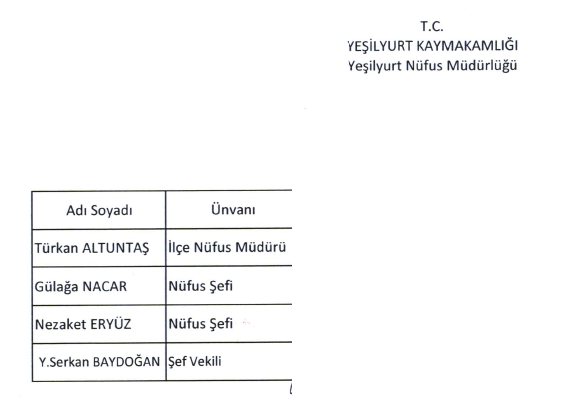 T.C.
YEŞİLYURT KAYMAKAMLIĞI
Yeşilyurt Nüfus Müdürlüğü
Adı Soyadı Ünvanı
Türkan ALTUNTAŞ İlçe Nüfus Müdürü
Gülağa NACAR Nüfus Şefi
Nezaket ERYÜZ Nüfus Şefi
Y.Serkan BAYDOĞAN Şef Vekili